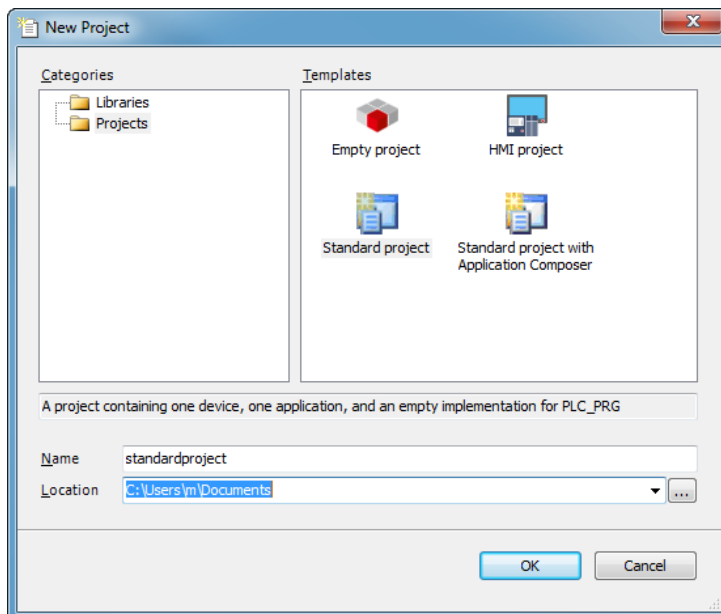 New Project
Categories
Templates
Libraries
Projects
Empty project
HMI project
Standard project
Standard project with
Application Composer
A project containing one device, one application, and an empty implementation for PLC_PRG
Name
standardproject
Location
C:\Users\m\Documents
...
OK
Cancel